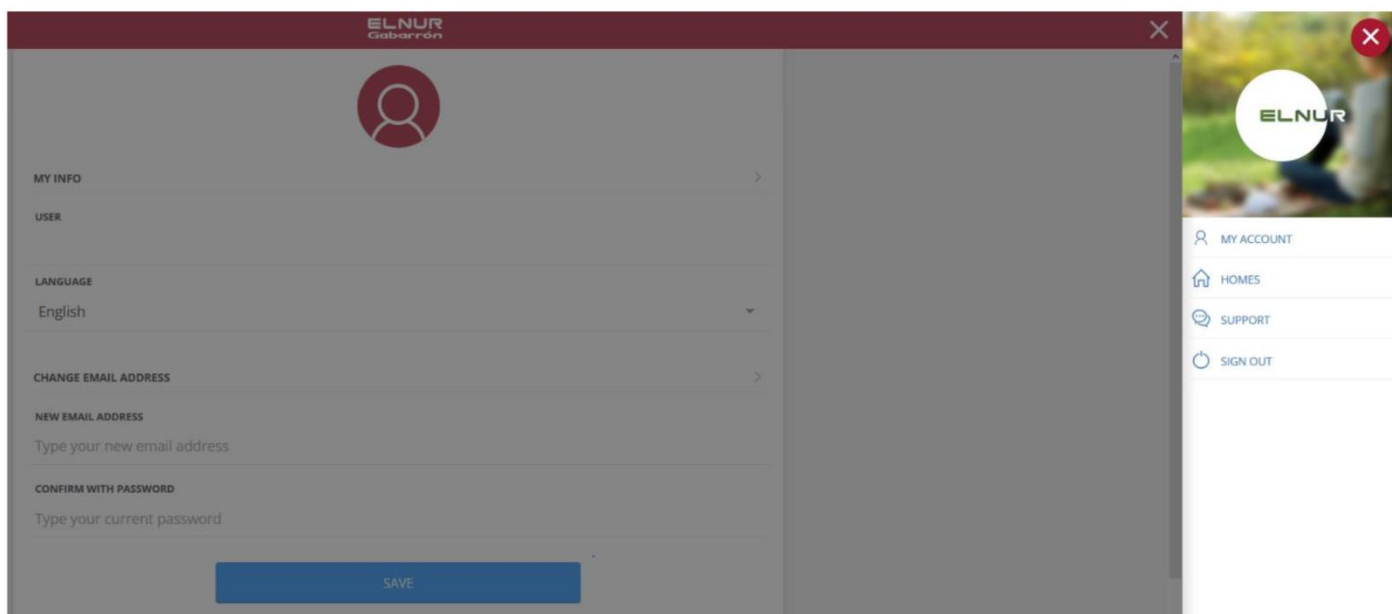 ELNUR
Gabarrón
MY INFO
USER
LANGUAGE
English
CHANGE EMAIL ADDRESS
NEW EMAIL ADDRESS
Type your new email address
CONFIRM WITH PASSWORD
Type your current password
SAVE
ELNUR
MY ACCOUNT
HOMES
SUPPORT
SIGN OUT